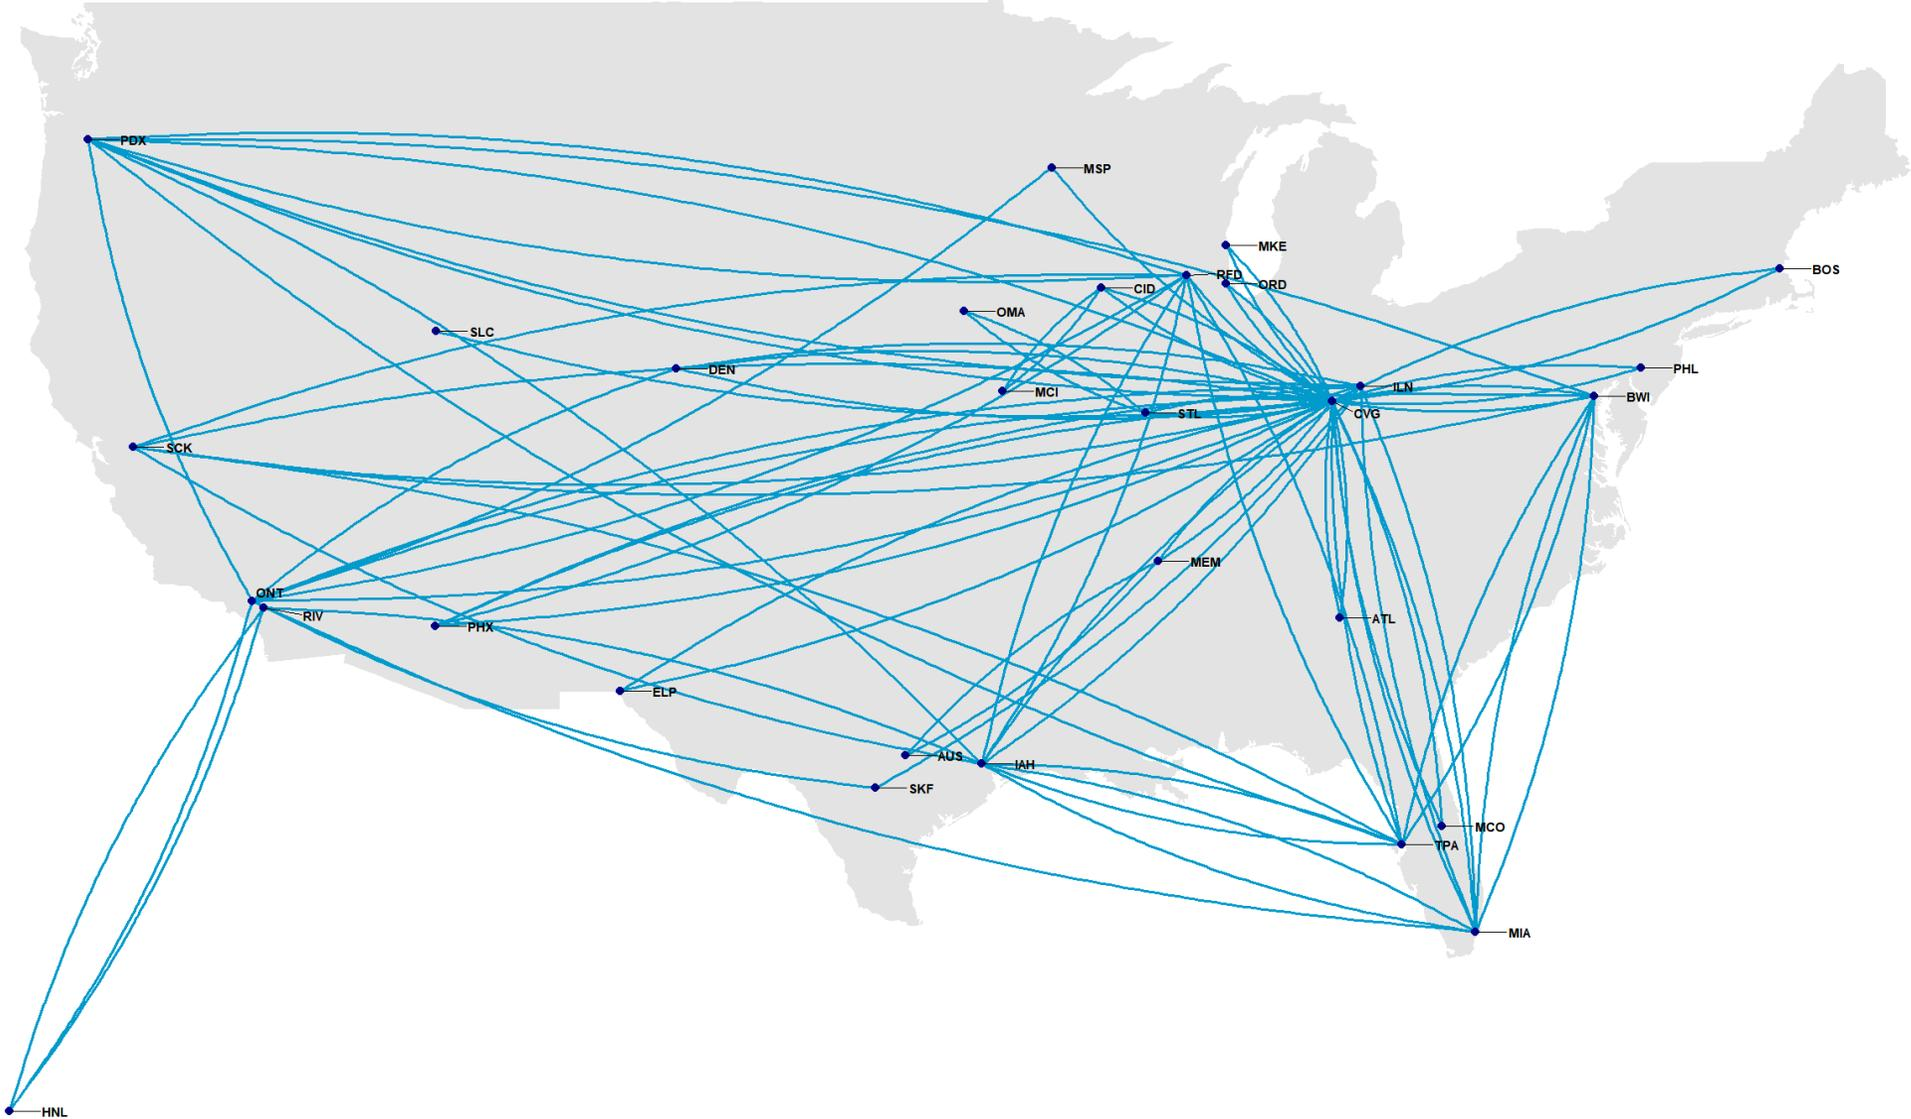 PDX
MSP
MKE
BOS
RFD
ORD
CID
OMA
SLC
PHL
DEN
ILN
MCI
BWI
STL
CVG
SCK
MEM
ONT
RIV
ATL
PHX
ELP
AUS
IAH
SKF
MCO
TPA
MIA
HNL